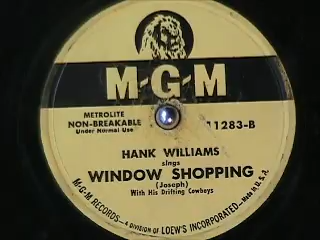 M-G-M
METROLITE
NON-BREAKABLE
Under Normal Use
11283-B
HANK WILLIAMS
sings
WINDOW SHOPPING
(Joseph)
With His Drifting Cowboys
M-G-M RECORDS—A DIVISION OF LOEW'S INCORPORATED—Made in U.S.A.